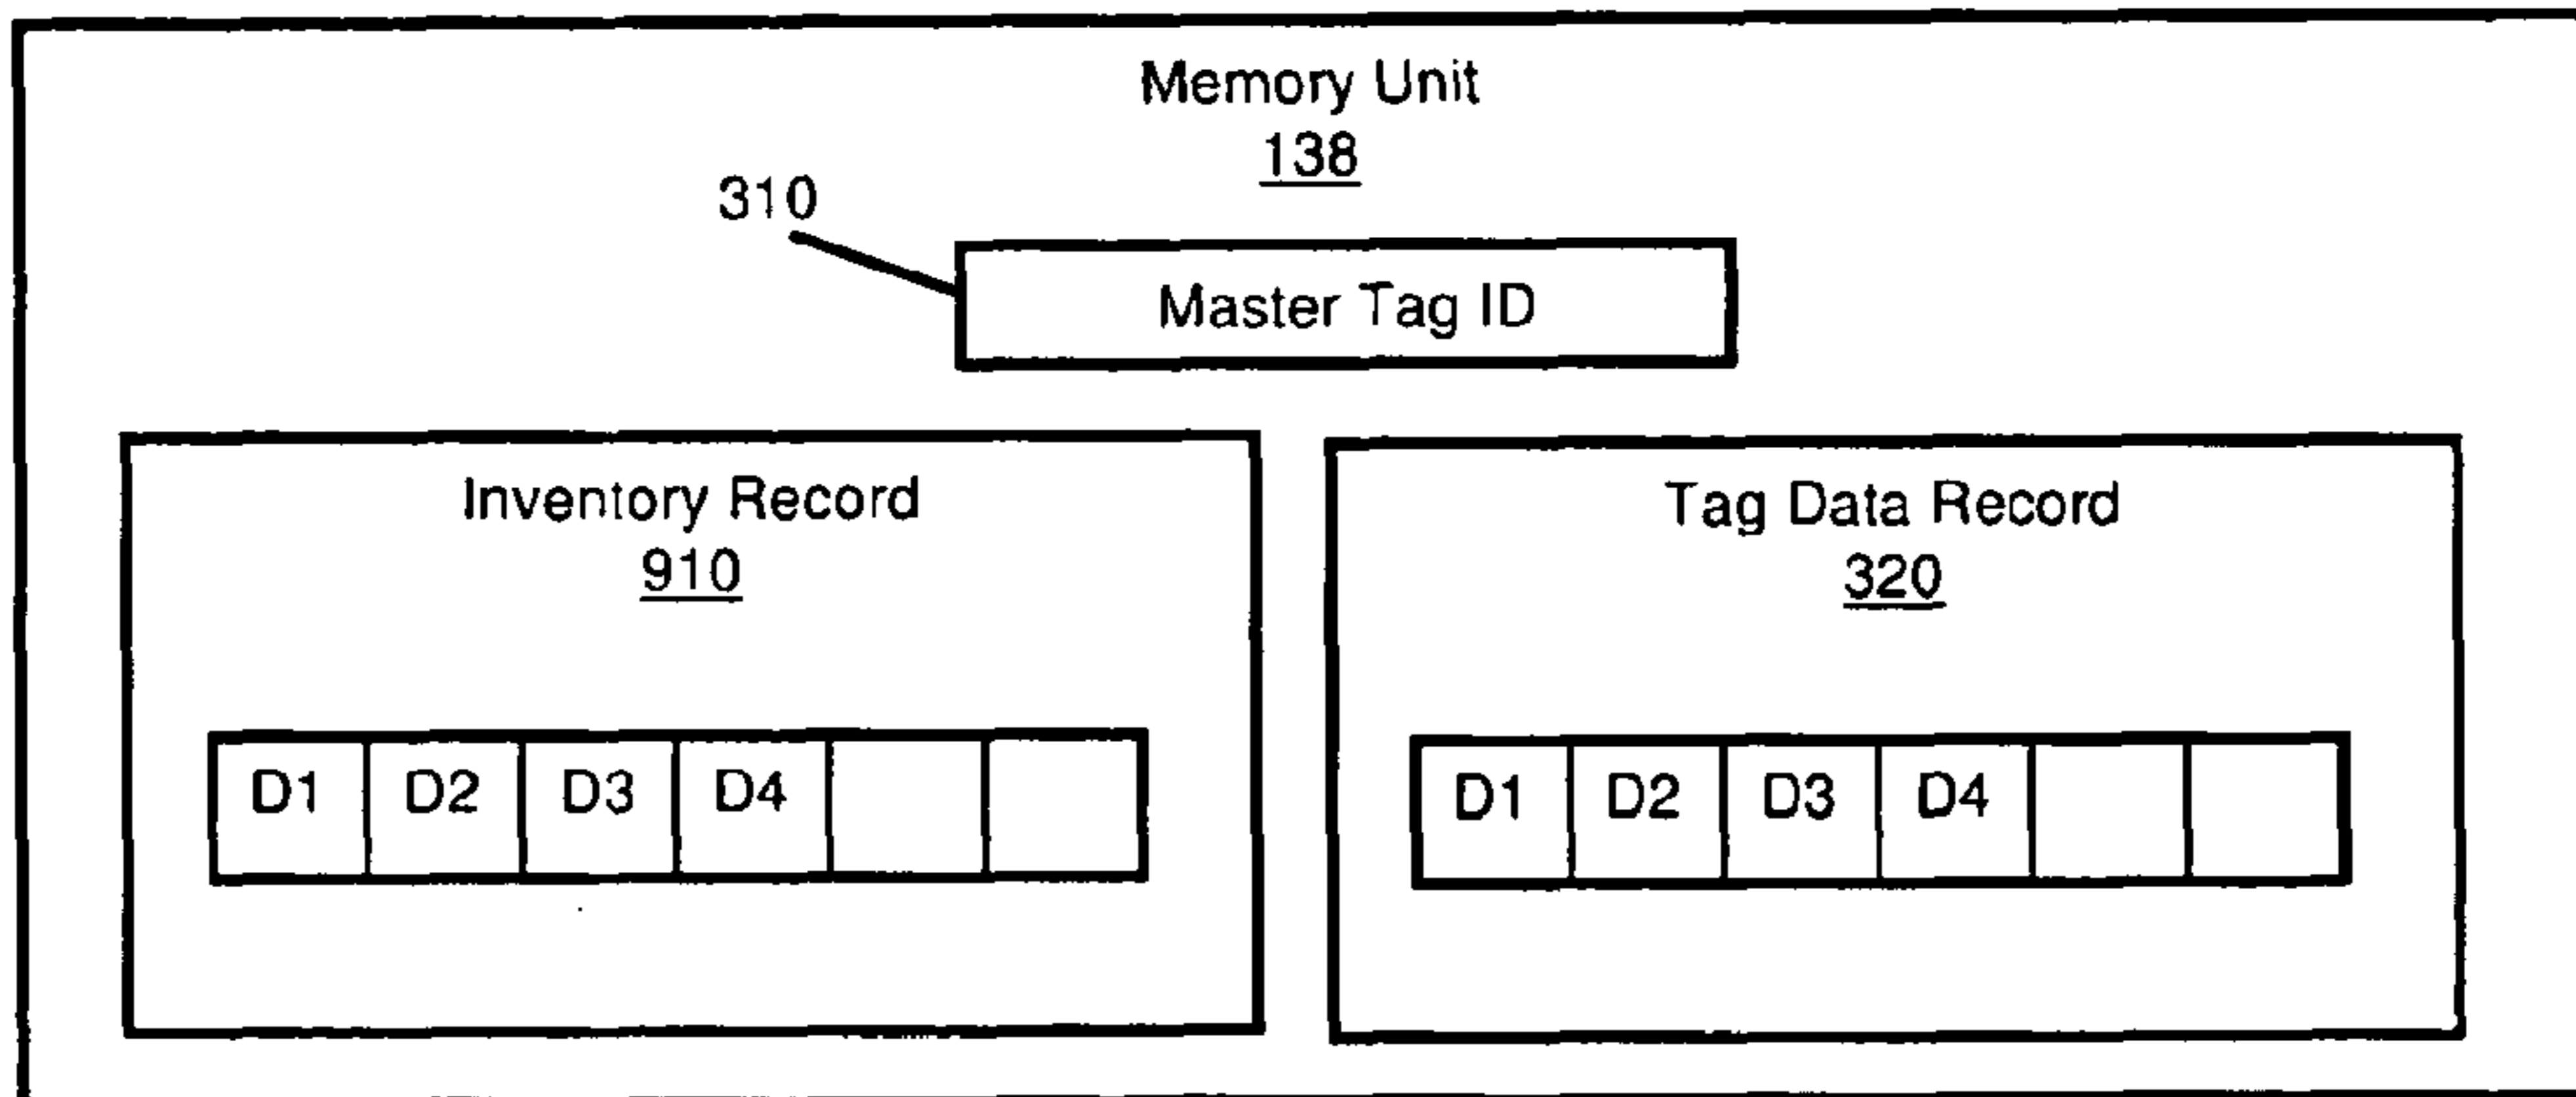 Memory Unit
138
310
Master Tag ID
Inventory Record
910
D1 D2 D3 D4
Tag Data Record
320
D1 D2 D3 D4